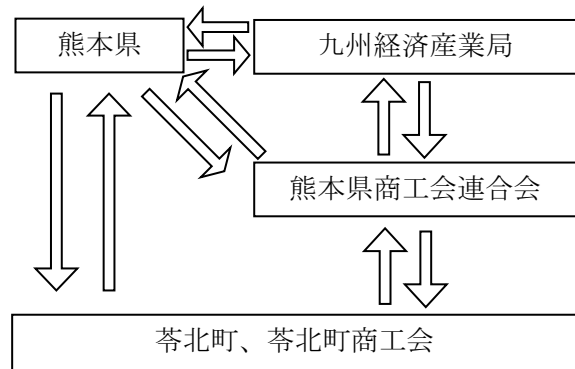 熊本県
九州経済産業局
熊本県商工会連合会
苓北町、苓北町商工会